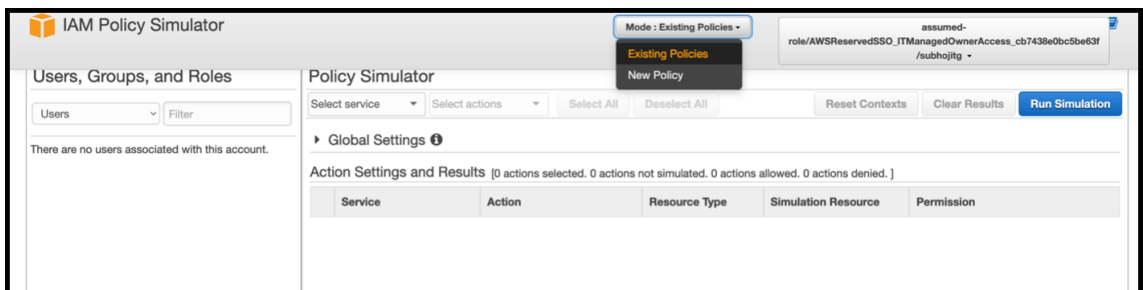 IAM Policy Simulator
Mode : Existing Policies
Existing Policies
New Policy
assumed-
role/AWSReservedSSO_ITManagedOwnerAccess_cb7438e0bc5be63f
/subhojitg
Users, Groups, and Roles
Users
Filter
There are no users associated with this account.
Policy Simulator
Select service
Select actions
Select All
Deselect All
Reset Contexts
Clear Results
Run Simulation
Global Settings
Action Settings and Results [0 actions selected. 0 actions not simulated. 0 actions allowed. 0 actions denied. ]
Service Action Resource Type Simulation Resource Permission